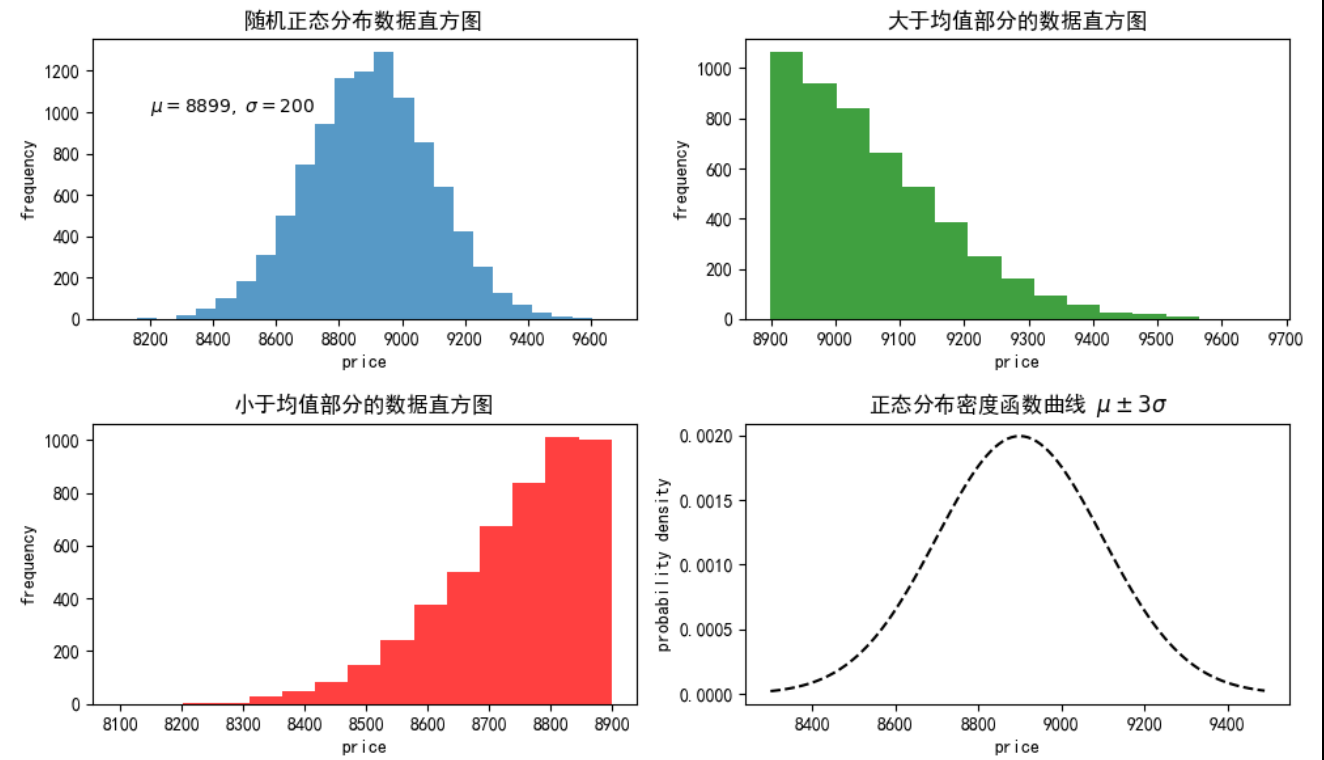 随机正态分布数据直方图
frequency
1200
1000
800
600
400
200
0
μ = 8899, σ = 200
8200 8400 8600 8800 9000 9200 9400 9600
price
大于均值部分的数据直方图
frequency
1000
800
600
400
200
0
8900 9000 9100 9200 9300 9400 9500 9600 9700
price
小于均值部分的数据直方图
frequency
1000
800
600
400
200
0
8100 8200 8300 8400 8500 8600 8700 8800 8900
price
正态分布密度函数曲线 μ ± 3σ
probability density
0.0020
0.0015
0.0010
0.0005
0.0000
8400 8600 8800 9000 9200 9400
price